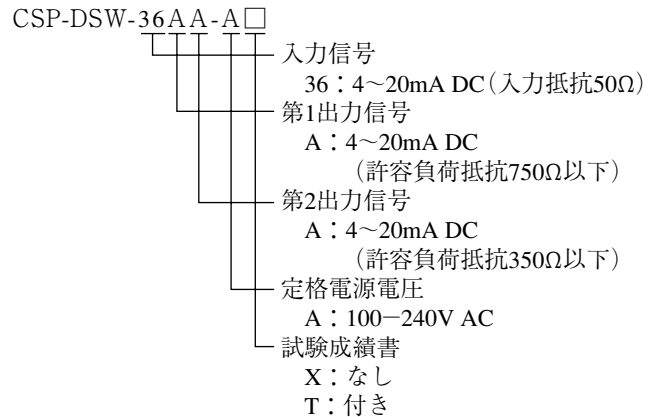 CSP-DSW-36AA-A□
入力信号
36：4～20mA DC（入力抵抗50Ω）
第1出力信号
A：4～20mA DC
（許容負荷抵抗750Ω以下）
第2出力信号
A：4～20mA DC
（許容負荷抵抗350Ω以下）
定格電源電圧
A：100－240V AC
試験成績書
X：なし
T：付き